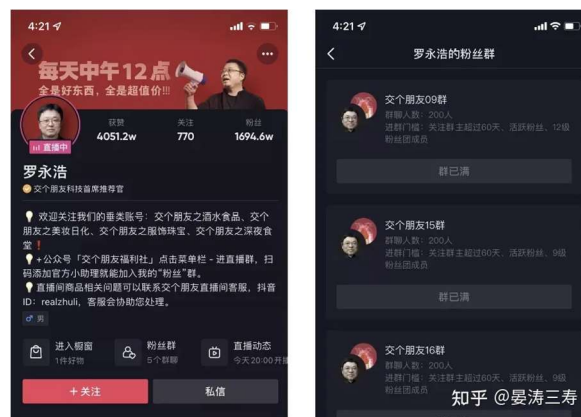 4:21
每天中午12点
全是好东西，全是超值价!!!
获赞
4051.2w
关注
770
粉丝
1694.6w
直播中
罗永浩
交个朋友科技首席推荐官
欢迎关注我们的垂类账号：交个朋友之酒水食品、交个
朋友之美妆日化、交个朋友之服饰珠宝、交个朋友之深夜食
堂！
+公众号「交个朋友福利社」点击菜单栏 - 进直播群，扫
码添加官方小助理就能加入我的“粉丝”群。
直播间商品相关问题可以联系交个朋友直播间客服，抖音
ID：realzhuli，客服会协助您处理。
男
进入橱窗
1件好物
粉丝群
5个群聊
直播动态
今天20:00开
+ 关注
私信
4:21
罗永浩的粉丝群
交个朋友09群
群聊人数：200人
进群门槛：关注群主超过60天、活跃粉丝、12级
粉丝团成员
群已满
交个朋友15群
群聊人数：200人
进群门槛：关注群主超过60天、活跃粉丝、9级
粉丝团成员
群已满
交个朋友16群
群聊人数：200人
进群门槛：关注群主超过60天、活跃粉丝、9级
粉丝团成员
知乎 @晏涛三寿